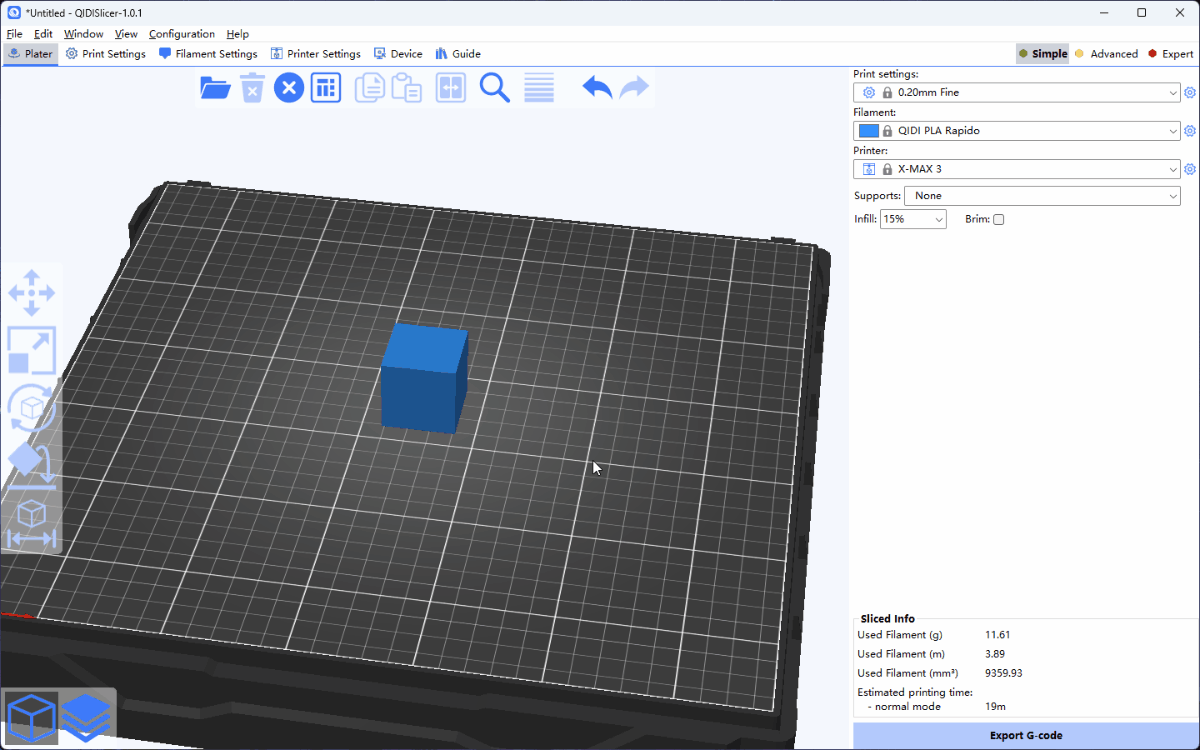 *Untitled - QIDISlicer-1.0.1
File Edit Window View Configuration Help
Plater Print Settings Filament Settings Printer Settings Device Guide Simple Advanced Expert
Print settings:
0.20mm Fine
Filament:
QIDI PLA Rapido
Printer:
X-MAX 3
Supports: None
Infill: 15% Brim:
Sliced Info
Used Filament (g) 11.61
Used Filament (m) 3.89
Used Filament (mm³) 9359.93
Estimated printing time:
- normal mode 19m
Export G-code